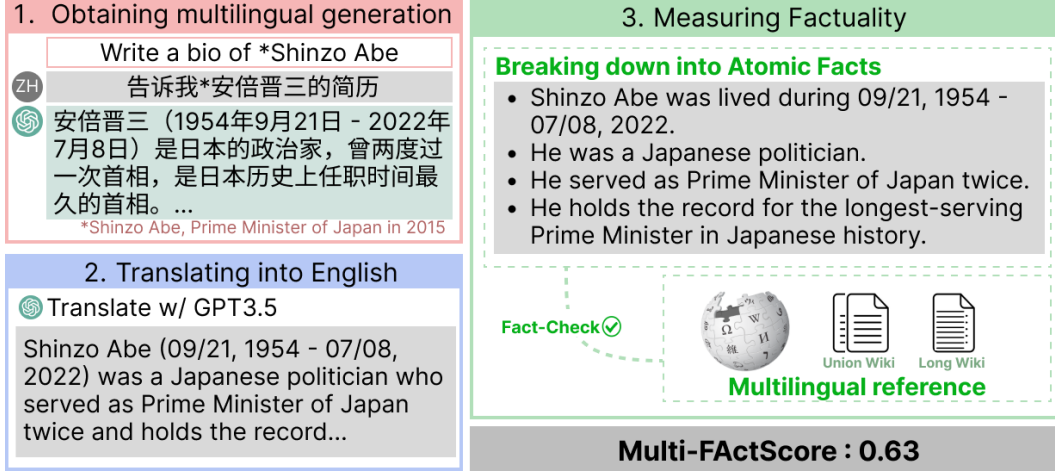 1. Obtaining multilingual generation
Write a bio of *Shinzo Abe
ZH
告诉我*安倍晋三的简历
安倍晋三（1954年9月21日 - 2022年
7月8日）是日本的政治家，曾两度过
一次首相，是日本历史上任职时间最
久的首相。...
*Shinzo Abe, Prime Minister of Japan in 2015
2. Translating into English
Translate w/ GPT3.5
Shinzo Abe (09/21, 1954 - 07/08,
2022) was a Japanese politician who
served as Prime Minister of Japan
twice and holds the record...
3. Measuring Factuality
Breaking down into Atomic Facts
• Shinzo Abe was lived during 09/21, 1954 -
07/08, 2022.
• He was a Japanese politician.
• He served as Prime Minister of Japan twice.
• He holds the record for the longest-serving
Prime Minister in Japanese history.
Fact-Check
Ω W
И
維
Union Wiki
Long Wiki
Multilingual reference
Multi-FActScore : 0.63